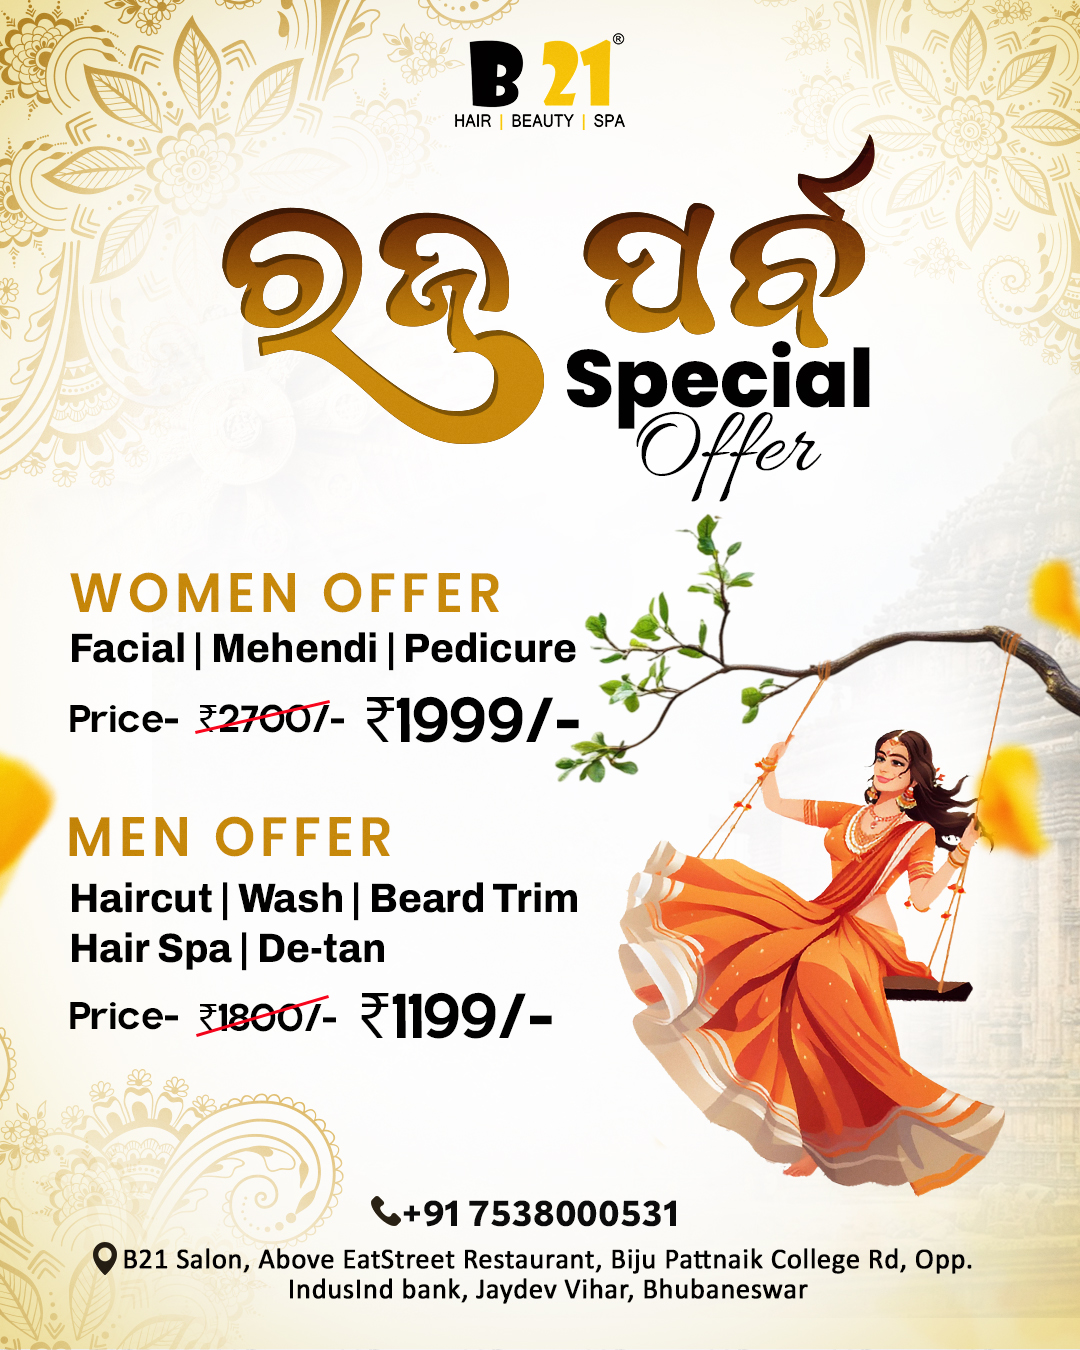 B 21®
HAIR | BEAUTY | SPA
ରଜ ପର୍ବ
Special
Offer
WOMEN OFFER
Facial | Mehendi | Pedicure
Price- ₹2700/- ₹1999/-
MEN OFFER
Haircut | Wash | Beard Trim
Hair Spa | De-tan
Price- ₹1800/- ₹1199/-
+91 7538000531
B21 Salon, Above EatStreet Restaurant, Biju Pattnaik College Rd, Opp.
IndusInd bank, Jaydev Vihar, Bhubaneswar